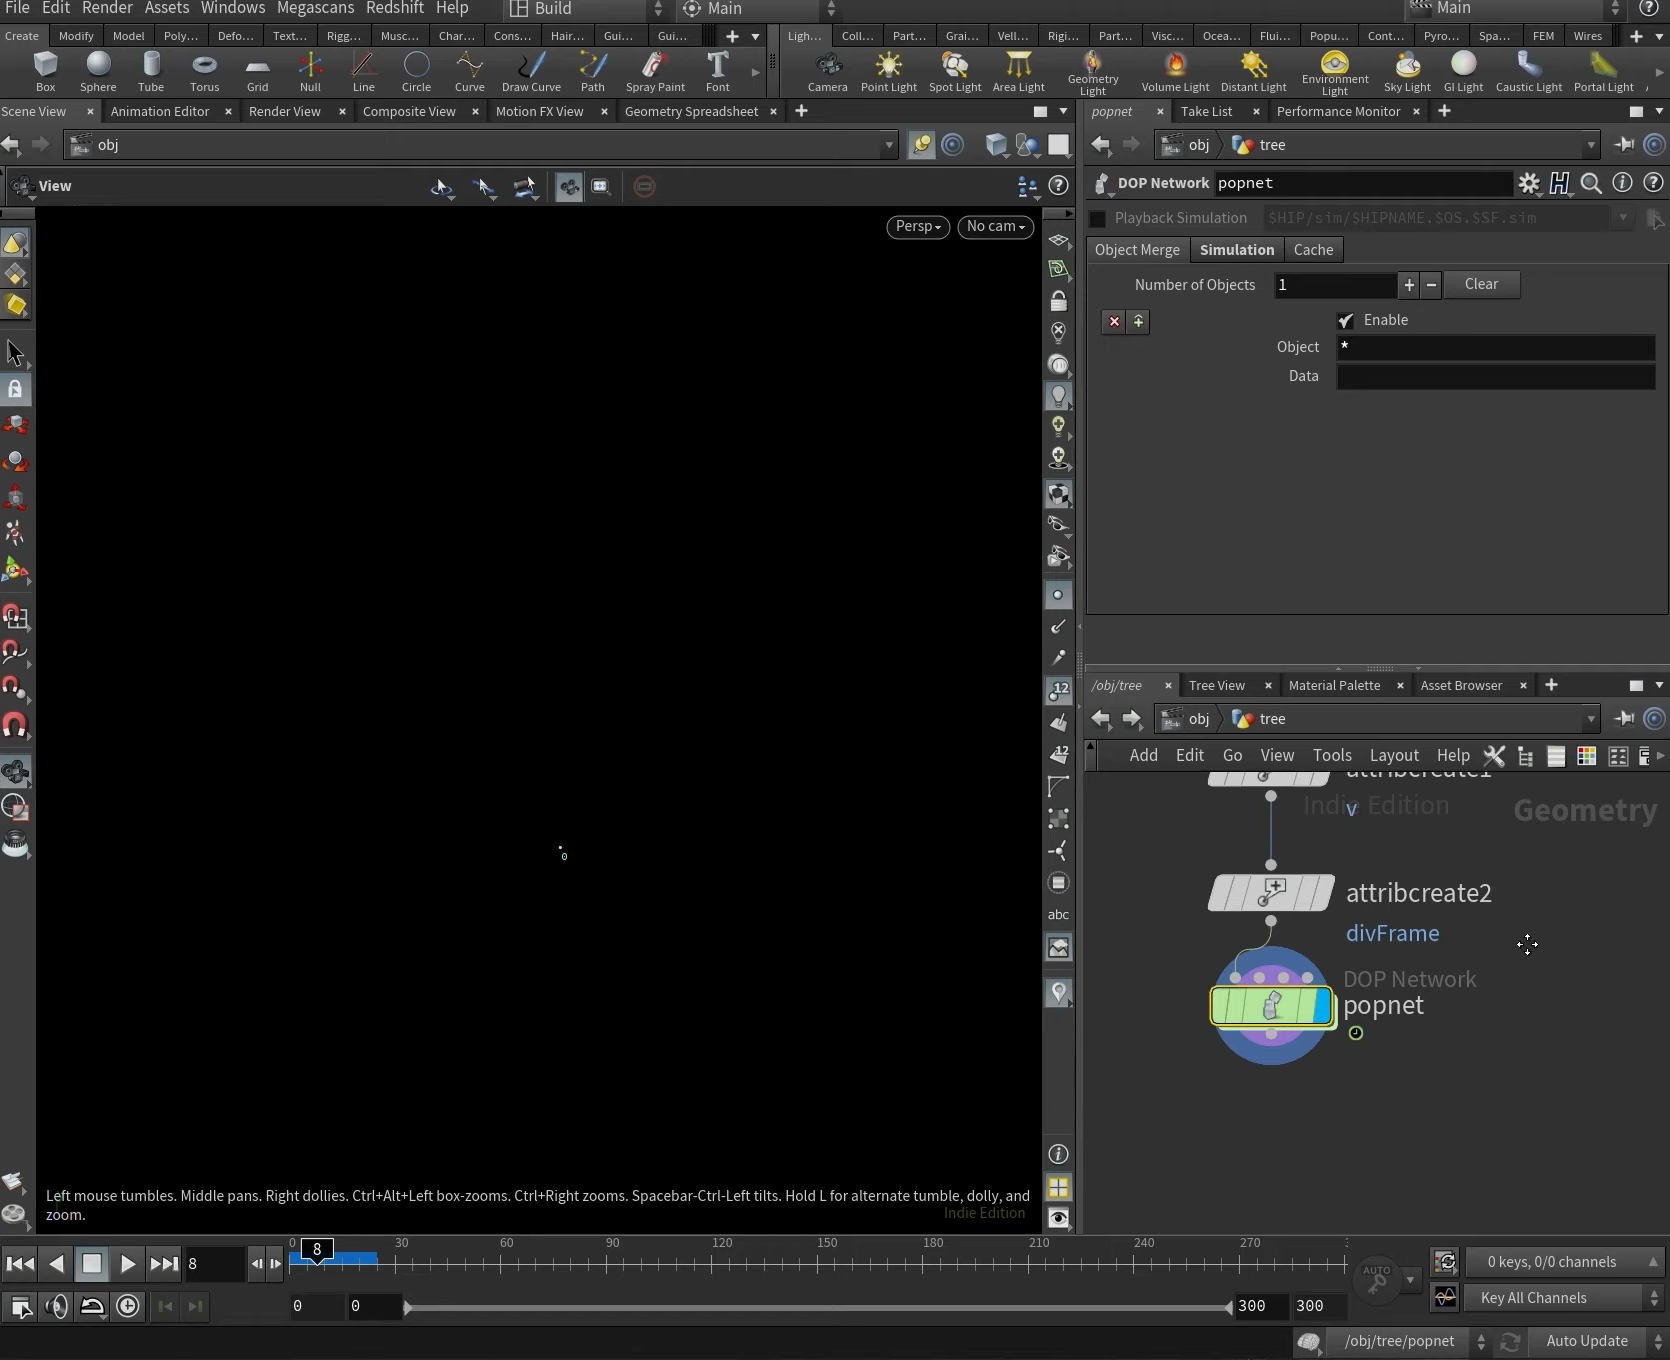 File Edit Render Assets Windows Megascans Redshift Help Build Main Main
Create Modify Model Poly... Defo... Text... Rigg... Musc... Char... Cons... Hair... Gui... Gui... Ligh... Coll... Part... Grai... Vell... Rigi... Part... Visc... Ocea... Flui... Popu... Cont... Pyro... Spa... FEM Wires
Box Sphere Tube Torus Grid Null Line Circle Curve Draw Curve Path Spray Paint Font Camera Point Light Spot Light Area Light Geometry Light Volume Light Distant Light Environment Light Sky Light GI Light Caustic Light Portal Light
Scene View Animation Editor Render View Composite View Motion FX View Geometry Spreadsheet
popnet Take List Performance Monitor
obj
obj tree
View
DOP Network popnet
Playback Simulation $HIP/sim/$HIPNAME.$OS.$SF.sim
Persp No cam
Object Merge Simulation Cache
Number of Objects 1 Clear
Enable
Object *
Data
/obj/tree Tree View Material Palette Asset Browser
obj tree
Add Edit Go View Tools Layout Help
attribcreate1
Indie Edition
v
Geometry
attribcreate2
divFrame
DOP Network
popnet
0
12
12
abc
Left mouse tumbles. Middle pans. Right dollies. Ctrl+Alt+Left box-zooms. Ctrl+Right zooms. Spacebar-Ctrl-Left tilts. Hold L for alternate tumble, dolly, and
zoom.
Indie Edition
0 8 30 60 90 120 150 180 210 240 270
8
AUTO
0 keys, 0/0 channels
0 0 300 300
Key All Channels
/obj/tree/popnet Auto Update